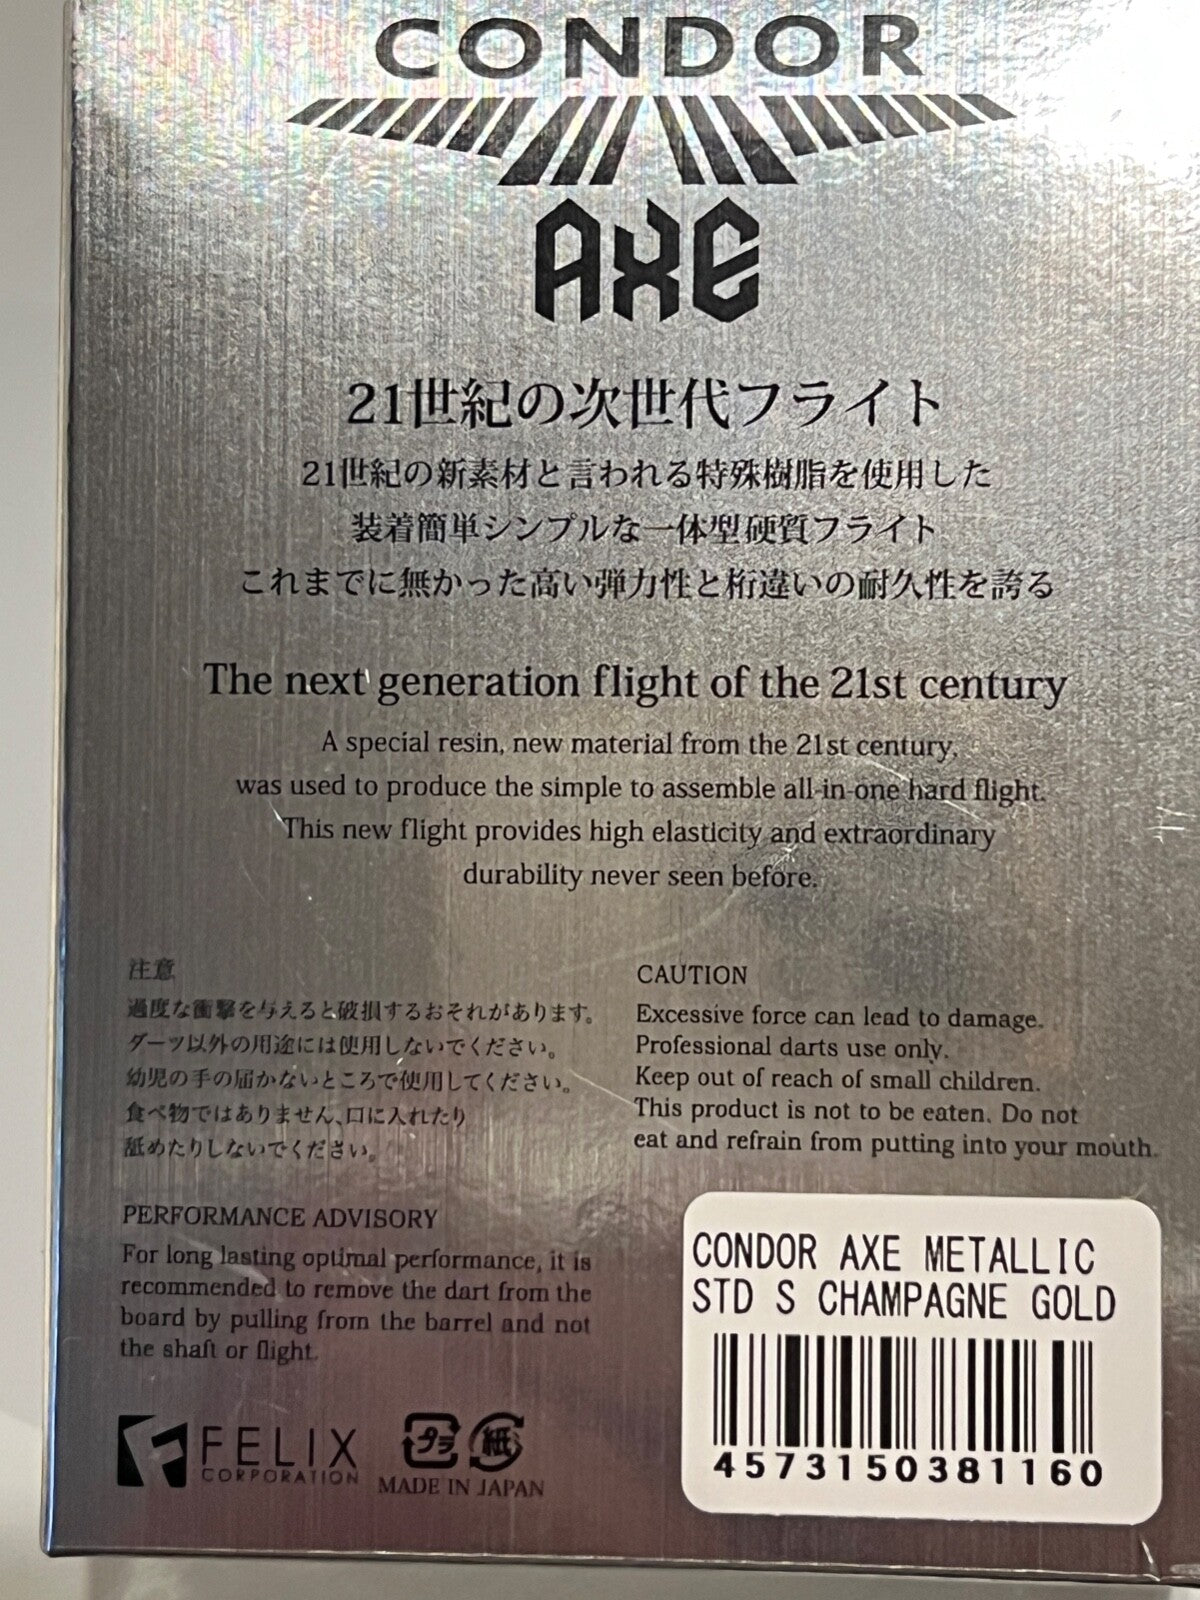 CONDOR
AXE
21世紀の次世代フライト
21世紀の新素材と言われる特殊樹脂を使用した
装着簡単シンプルな一体型硬質フライト
これまでに無かった高い弾力性と桁違いの耐久性を誇る
The next generation flight of the 21st century
A special resin, new material from the 21st century,
was used to produce the simple to assemble all-in-one hard flight.
This new flight provides high elasticity and extraordinary
durability never seen before.
注意
過度な衝撃を与えると破損するおそれがあります。
ダーツ以外の用途には使用しないでください。
幼児の手の届かないところで使用してください。
食べ物ではありません、口に入れたり
舐めたりしないでください。
CAUTION
Excessive force can lead to damage.
Professional darts use only.
Keep out of reach of small children.
This product is not to be eaten. Do not
eat and refrain from putting into your mouth.
PERFORMANCE ADVISORY
For long lasting optimal performance, it is
recommended to remove the dart from the
board by pulling from the barrel and not
the shaft or flight.
FELIX
CORPORATION
プラ
紙
MADE IN JAPAN
CONDOR AXE METALLIC
STD S CHAMPAGNE GOLD
4573150381160